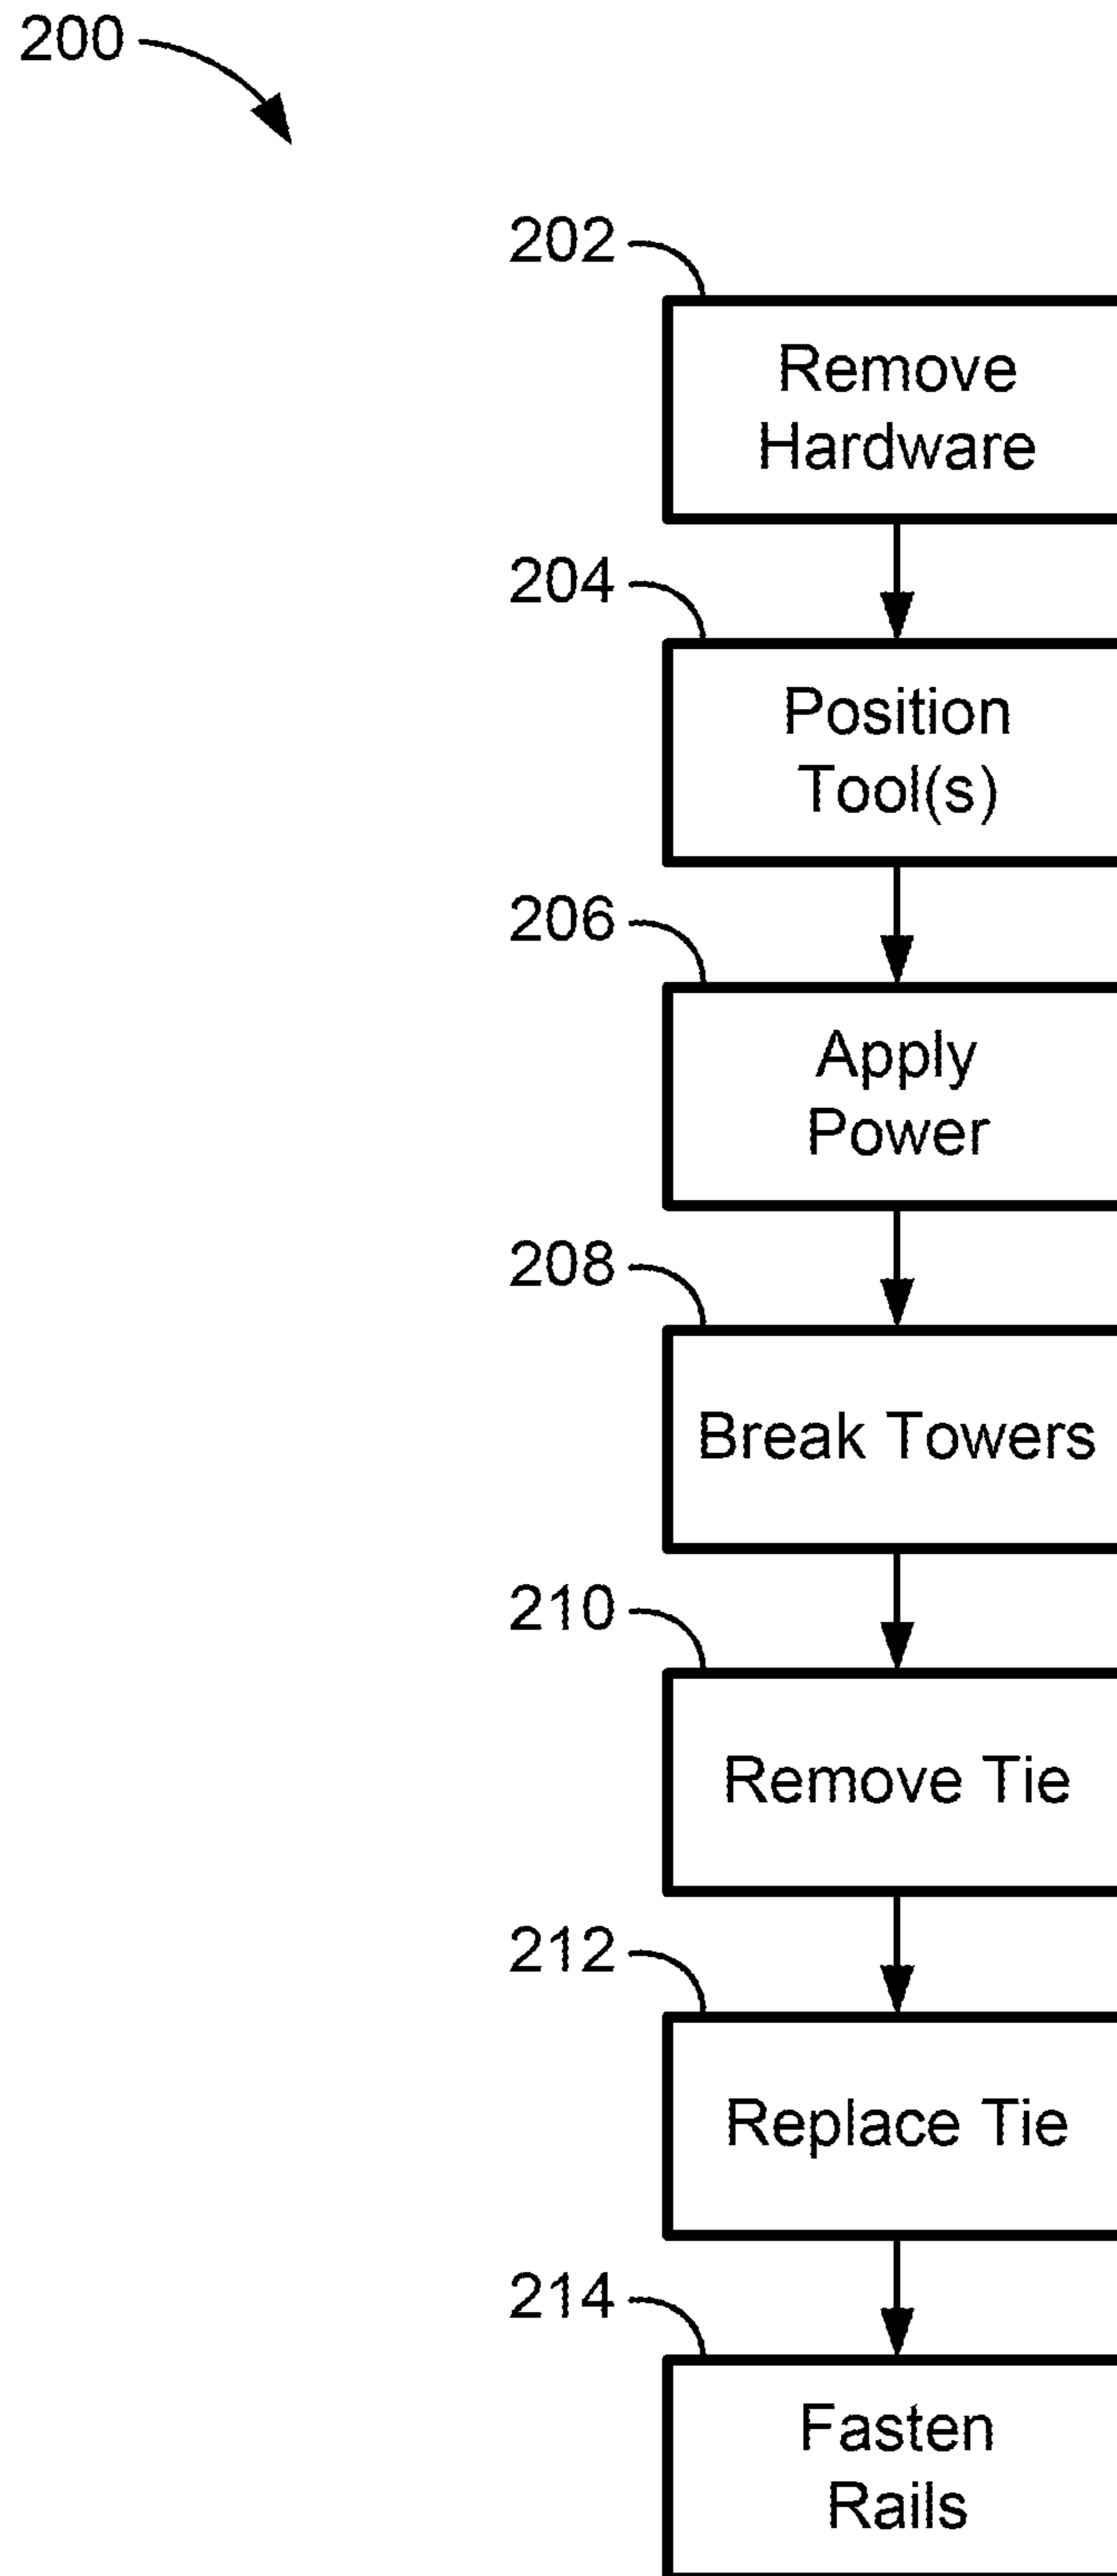 200
202
Remove
Hardware
204
Position
Tool(s)
206
Apply
Power
208
Break Towers
210
Remove Tie
212
Replace Tie
214
Fasten
Rails